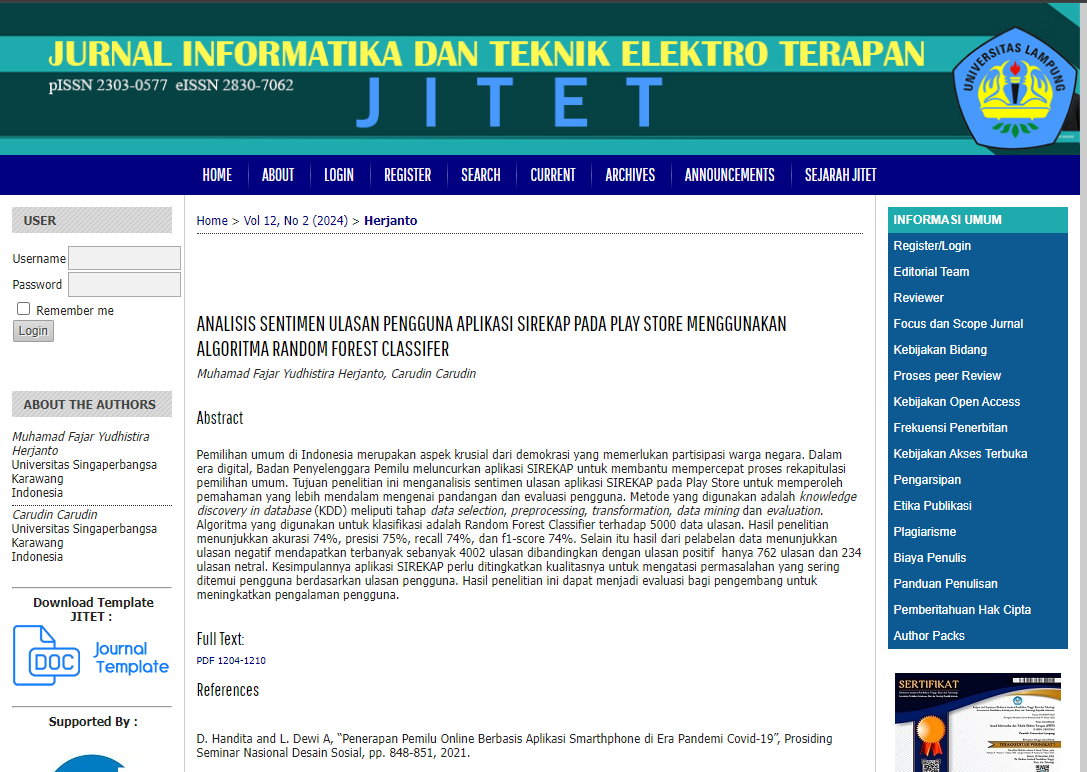 JURNAL INFORMATIKA DAN TEKNIK ELEKTRO TERAPAN
pISSN 2303-0577 eISSN 2830-7062
J I T E T
UNIVERSITAS LAMPUNG
HOME
ABOUT
LOGIN
REGISTER
SEARCH
CURRENT
ARCHIVES
ANNOUNCEMENTS
SEJARAH JITET
USER
Username
Password
Remember me
Login
ABOUT THE AUTHORS
Muhamad Fajar Yudhistira
Herjanto
Universitas Singaperbangsa
Karawang
Indonesia
Carudin Carudin
Universitas Singaperbangsa
Karawang
Indonesia
Download Template
JITET :
DOC
Journal
Template
Supported By :
Home > Vol 12, No 2 (2024) > Herjanto
ANALISIS SENTIMEN ULASAN PENGGUNA APLIKASI SIREKAP PADA PLAY STORE MENGGUNAKAN
ALGORITMA RANDOM FOREST CLASSIFER
Muhamad Fajar Yudhistira Herjanto, Carudin Carudin
Abstract
Pemilihan umum di Indonesia merupakan aspek krusial dari demokrasi yang memerlukan partisipasi warga negara. Dalam
era digital, Badan Penyelenggara Pemilu meluncurkan aplikasi SIREKAP untuk membantu mempercepat proses rekapitulasi
pemilihan umum. Tujuan penelitian ini menganalisis sentimen ulasan aplikasi SIREKAP pada Play Store untuk memperoleh
pemahaman yang lebih mendalam mengenai pandangan dan evaluasi pengguna. Metode yang digunakan adalah knowledge
discovery in database (KDD) meliputi tahap data selection, preprocessing, transformation, data mining dan evaluation.
Algoritma yang digunakan untuk klasifikasi adalah Random Forest Classifier terhadap 5000 data ulasan. Hasil penelitian
menunjukkan akurasi 74%, presisi 75%, recall 74%, dan f1-score 74%. Selain itu hasil dari pelabelan data menunjukkan
ulasan negatif mendapatkan terbanyak sebanyak 4002 ulasan dibandingkan dengan ulasan positif hanya 762 ulasan dan 234
ulasan netral. Kesimpulannya aplikasi SIREKAP perlu ditingkatkan kualitasnya untuk mengatasi permasalahan yang sering
ditemui pengguna berdasarkan ulasan pengguna. Hasil penelitian ini dapat menjadi evaluasi bagi pengembang untuk
meningkatkan pengalaman pengguna.
Full Text:
PDF 1204-1210
References
D. Handita and L. Dewi A, “Penerapan Pemilu Online Berbasis Aplikasi Smarthphone di Era Pandemi Covid-19”, Prosiding
Seminar Nasional Desain Sosial, pp. 848-851, 2021.
INFORMASI UMUM
Register/Login
Editorial Team
Reviewer
Focus dan Scope Jurnal
Kebijakan Bidang
Proses peer Review
Kebijakan Open Access
Frekuensi Penerbitan
Kebijakan Akses Terbuka
Pengarsipan
Etika Publikasi
Plagiarisme
Biaya Penulis
Panduan Penulisan
Pemberitahuan Hak Cipta
Author Packs
SERTIFIKAT